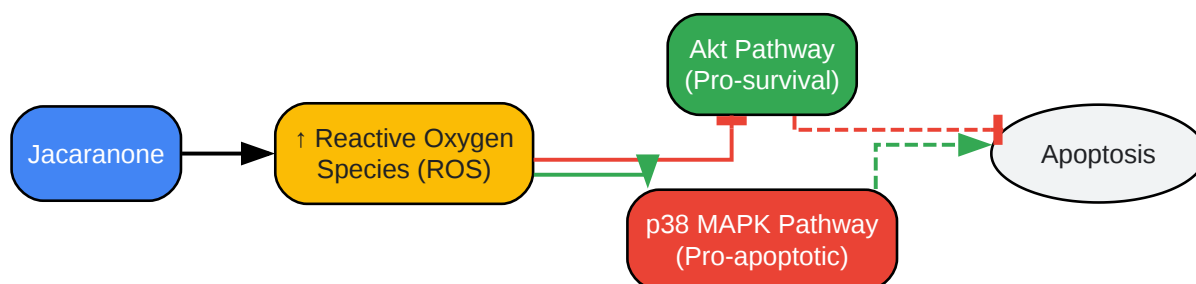 Jacaranone
↑ Reactive Oxygen
Species (ROS)
Akt Pathway
(Pro-survival)
p38 MAPK Pathway
(Pro-apoptotic)
Apoptosis